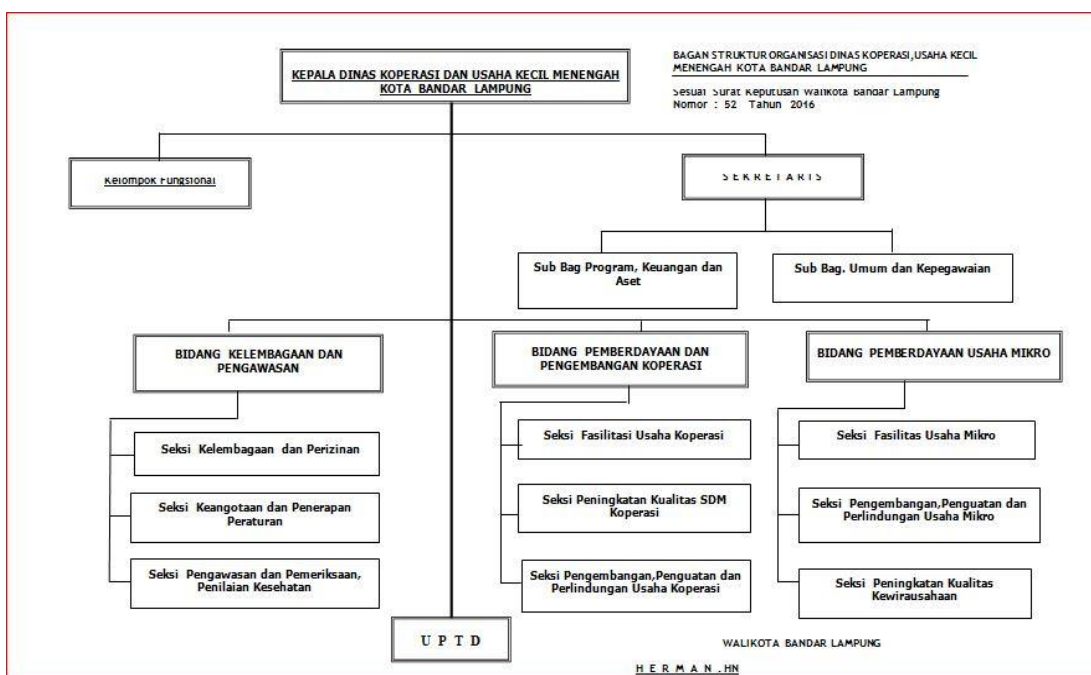 BAGAN STRUKTUR ORGANISASI DINAS KOPERASI,USAHA KECIL
MENENGAH KOTA BANDAR LAMPUNG
Sesuai Surat Keputusan Walikota Bandar Lampung
Nomor : 52 Tahun 2016
KEPALA DINAS KOPERASI DAN USAHA KECIL MENENGAH
KOTA BANDAR LAMPUNG
Kelompok Fungsional
S E K R E T A R I S
Sub Bag Program, Keuangan dan
Aset
Sub Bag. Umum dan Kepegawaian
BIDANG KELEMBAGAAN DAN
PENGAWASAN
Seksi Kelembagaan dan Perizinan
Seksi Keangotaan dan Penerapan
Peraturan
Seksi Pengawasan dan Pemeriksaan,
Penilaian Kesehatan
BIDANG PEMBERDAYAAN DAN
PENGEMBANGAN KOPERASI
Seksi Fasilitasi Usaha Koperasi
Seksi Peningkatan Kualitas SDM
Koperasi
Seksi Pengembangan,Penguatan dan
Perlindungan Usaha Koperasi
BIDANG PEMBERDAYAAN USAHA MIKRO
Seksi Fasilitas Usaha Mikro
Seksi Pengembangan,Penguatan dan
Perlindungan Usaha Mikro
Seksi Peningkatan Kualitas
Kewirausahaan
U P T D
WALIKOTA BANDAR LAMPUNG
H E R M A N .HN